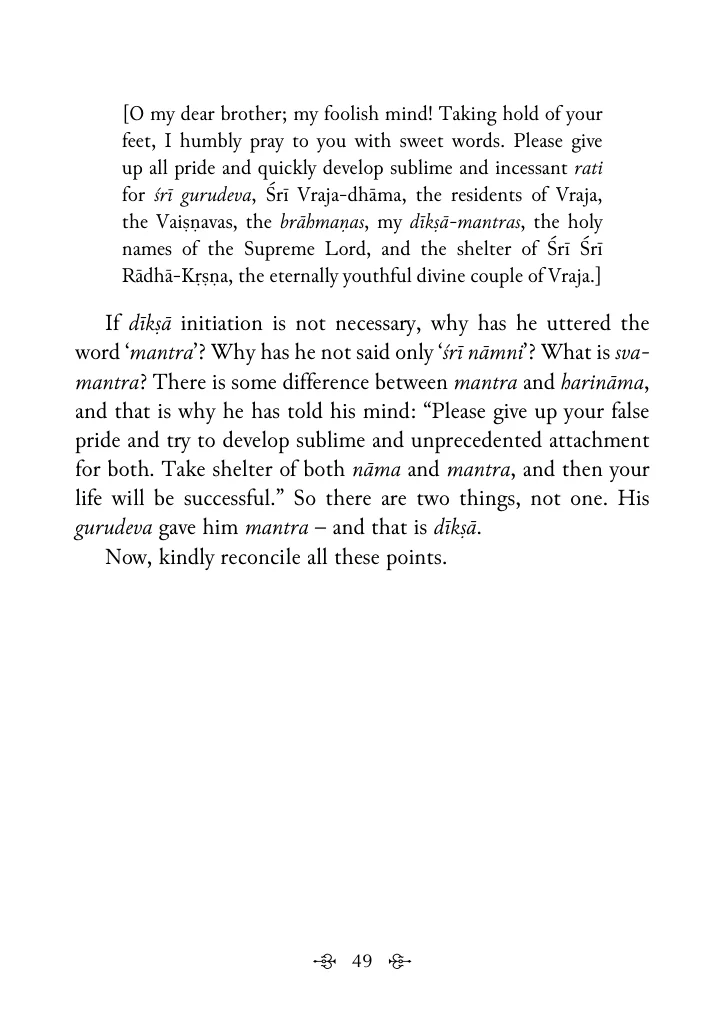 [O my dear brother; my foolish mind! Taking hold of your
feet, I humbly pray to you with sweet words. Please give
up all pride and quickly develop sublime and incessant rati
for śrī gurudeva, Śrī Vraja-dhāma, the residents of Vraja,
the Vaiṣṇavas, the brāhmaṇas, my dīkṣā-mantras, the holy
names of the Supreme Lord, and the shelter of Śrī Śrī
Rādhā-Kṛṣṇa, the eternally youthful divine couple of Vraja.]
If dīkṣā initiation is not necessary, why has he uttered the
word ‘mantra’? Why has he not said only ‘śrī nāmni’? What is sva-
mantra? There is some difference between mantra and harināma,
and that is why he has told his mind: “Please give up your false
pride and try to develop sublime and unprecedented attachment
for both. Take shelter of both nāma and mantra, and then your
life will be successful.” So there are two things, not one. His
gurudeva gave him mantra – and that is dīkṣā.
Now, kindly reconcile all these points.
49